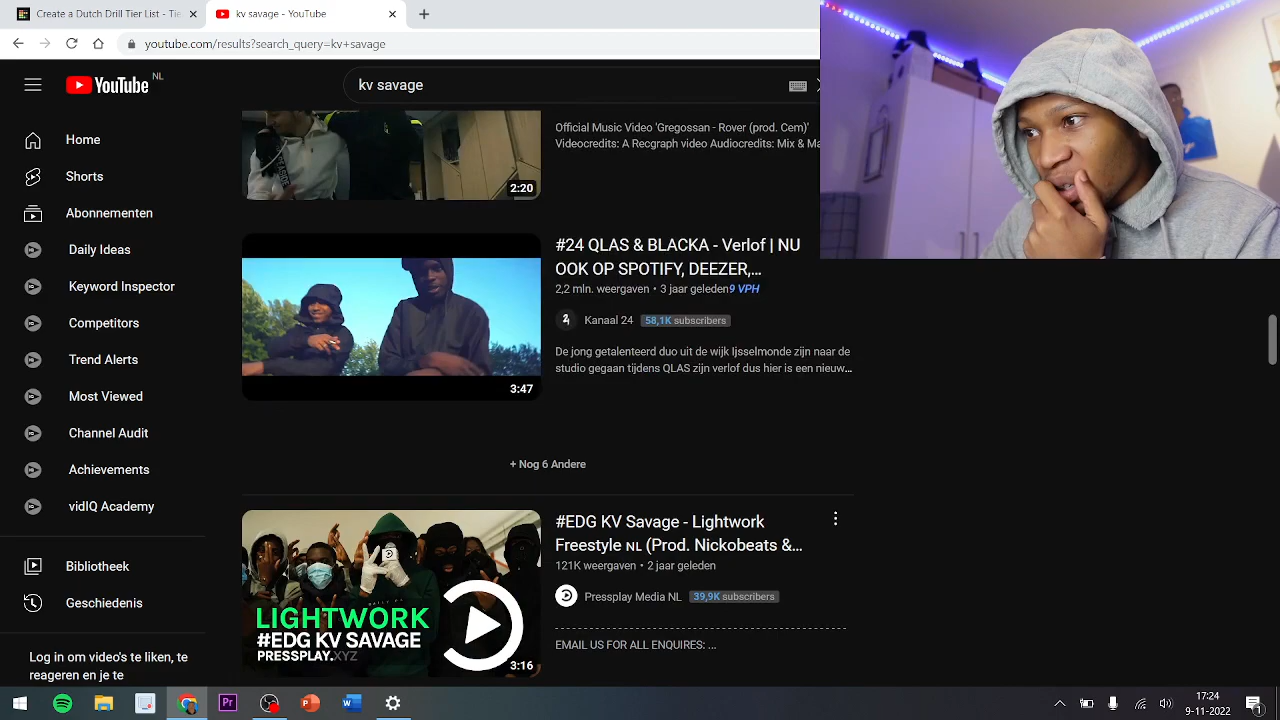 Create a Dutch Drill Tier List - Tie
kv savage - YouTube
youtube.com/results?search_query=kv+savage
YouTube NL
kv savage
Home
Shorts
Abonnementen
Daily Ideas
Keyword Inspector
Competitors
Trend Alerts
Most Viewed
Channel Audit
Achievements
vidIQ Academy
Bibliotheek
Geschiedenis
Log in om video's te liken, te
reageren en je te
2:20
Official Music Video 'Gregossan - Rover (prod. Cem)'
Videocredits: A Recgraph video Audiocredits: Mix & Ma
3:47
#24 QLAS & BLACKA - Verlof | NU
OOK OP SPOTIFY, DEEZER,...
2,2 mln. weergaven • 3 jaar geleden9 VPH
Kanaal 24 58,1K subscribers
De jong getalenteerd duo uit de wijk Ijsselmonde zijn naar de
studio gegaan tijdens QLAS zijn verlof dus hier is een nieuw...
+ Nog 6 Andere
LIGHTWORK
#EDG KV SAVAGE
PRESSPLAY.XYZ
3:16
#EDG KV Savage - Lightwork
Freestyle NL (Prod. Nickobeats &...
121K weergaven • 2 jaar geleden
Pressplay Media NL 39,9K subscribers
EMAIL US FOR ALL ENQUIRES: ...
17:24
9-11-2022